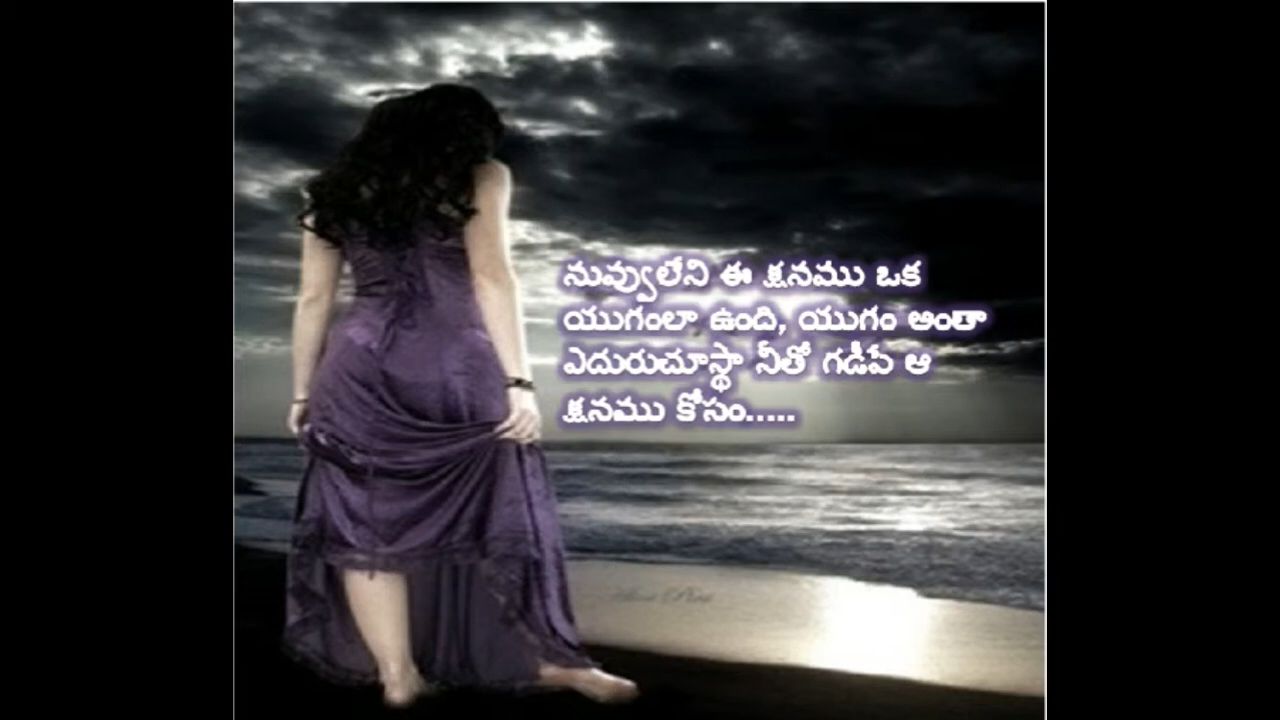 నువ్వులేని ఈ క్షనము ఒక
యుగంలా ఉంది, యుగం అంతా
ఎదురుచూస్థా నీతో గడిపే ఆ
క్షనము కోసం.....